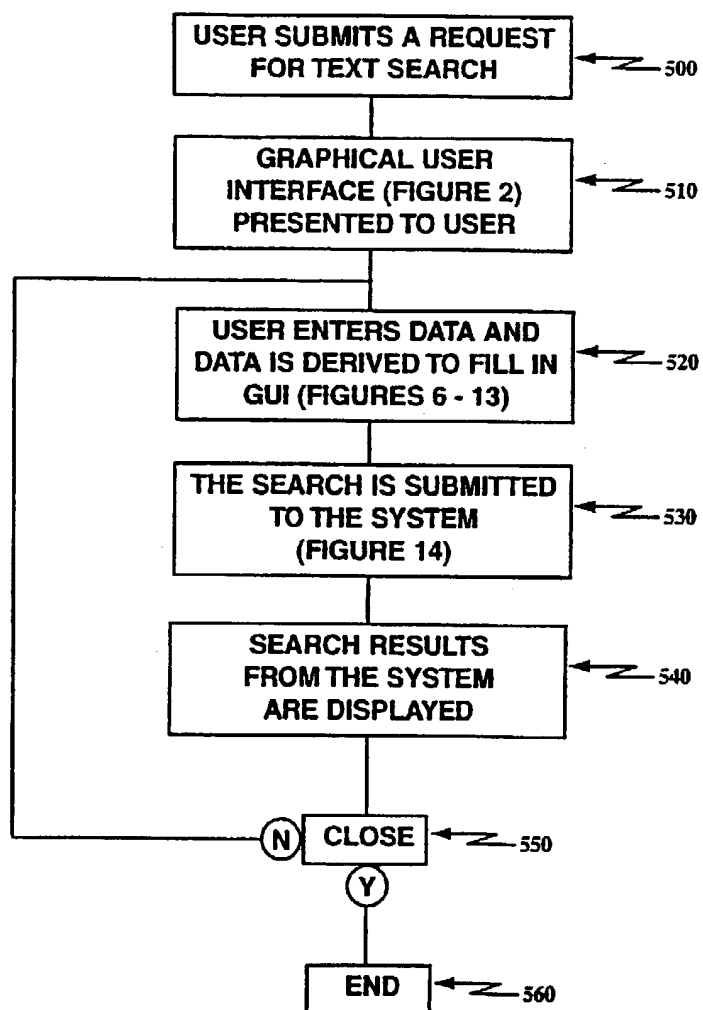 USER SUBMITS A REQUEST
FOR TEXT SEARCH
500
GRAPHICAL USER
INTERFACE (FIGURE 2)
PRESENTED TO USER
510
USER ENTERS DATA AND
DATA IS DERIVED TO FILL IN
GUI (FIGURES 6 - 13)
520
THE SEARCH IS SUBMITTED
TO THE SYSTEM
(FIGURE 14)
530
SEARCH RESULTS
FROM THE SYSTEM
ARE DISPLAYED
540
N
CLOSE
550
Y
END
560